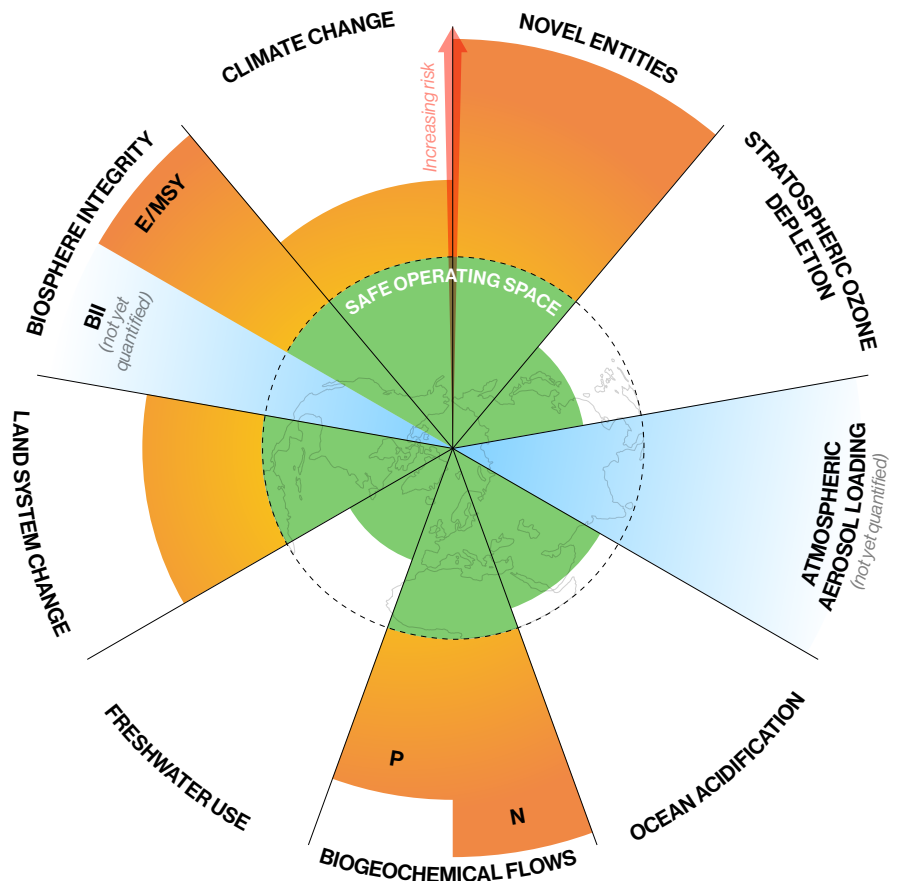 CLIMATE CHANGE
NOVEL ENTITIES
Increasing risk
STRATOSPHERIC OZONE
DEPLETION
BIOSPHERE INTEGRITY
E/MSY
BII
(not yet
quantified)
SAFE OPERATING SPACE
ATMOSPHERIC
AEROSOL LOADING
(not yet quantified)
LAND SYSTEM CHANGE
FRESHWATER USE
P
N
BIOGEOCHEMICAL FLOWS
OCEAN ACIDIFICATION